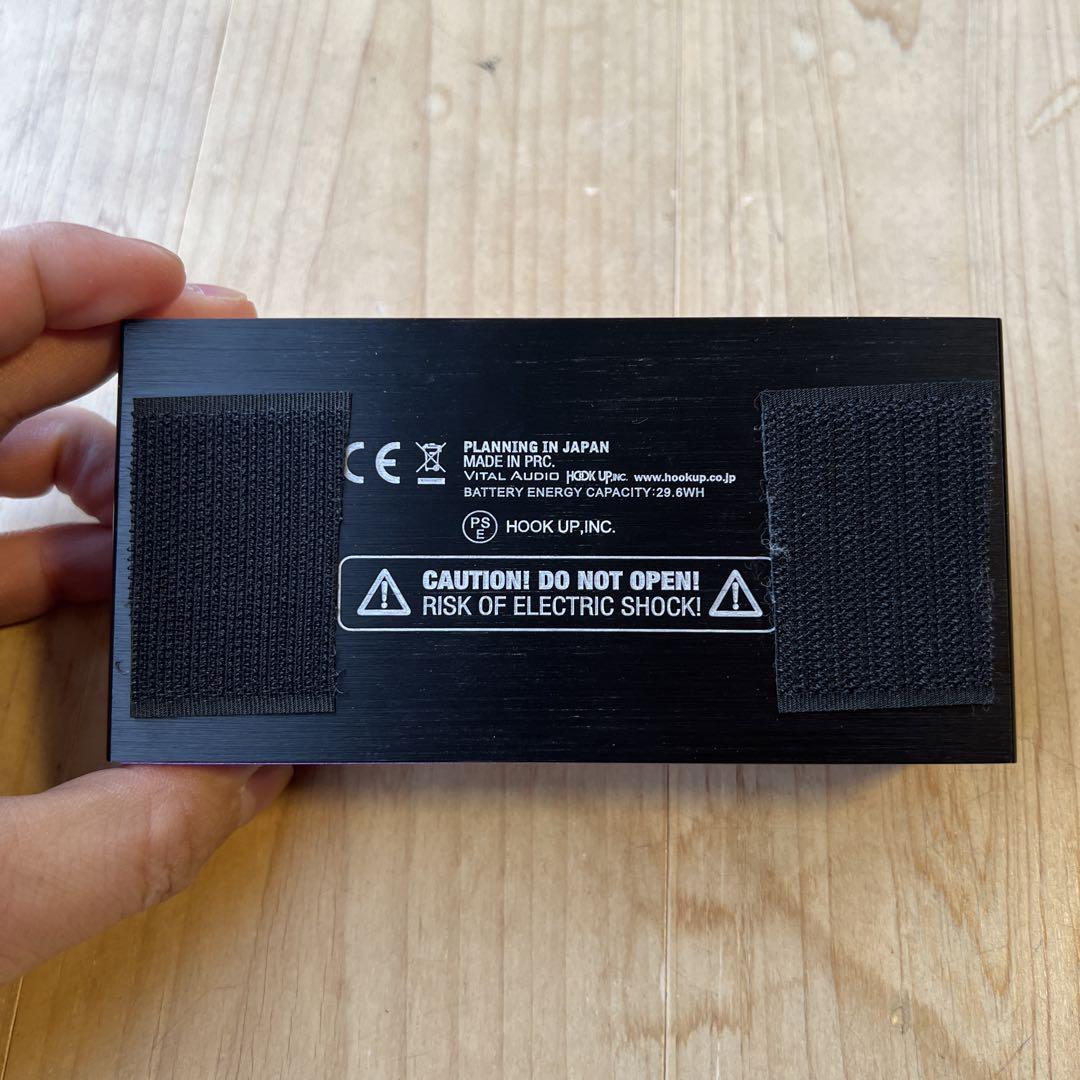 CE
PLANNING IN JAPAN
MADE IN PRC.
VITAL AUDIO HOOK UP,INC. www.hookup.co.jp
BATTERY ENERGY CAPACITY:29.6WH
PSE HOOK UP,INC.
CAUTION! DO NOT OPEN!
RISK OF ELECTRIC SHOCK!